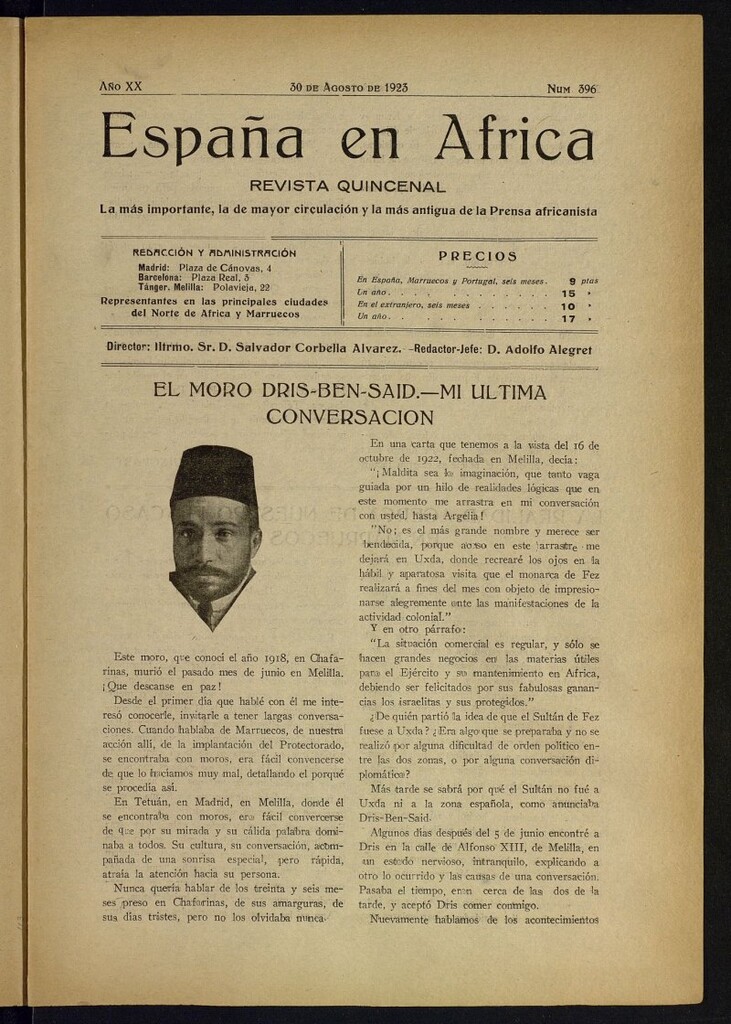 Año XX
30 de Agosto de 1923
Num 396
España en Africa
REVISTA QUINCENAL
La más importante, la de mayor circulación y la más antigua de la Prensa africanista
REDACCIÓN Y ADMINISTRACIÓN
Madrid: Plaza de Cánovas, 4
Barcelona: Plaza Real, 3
Tánger, Melilla: Polavieja, 22
Representantes en las principales ciudades
del Norte de Africa y Marruecos
PRECIOS
En España, Marruecos y Portugal, seis meses. 9 ptas
Un año. . . . . . . . . . . . . 15 "
En el extranjero, seis meses . . . . . . 10 "
Un año. . . . . . . . . . . . . 17 "
Director: Iltrmo. Sr. D. Salvador Corbella Alvarez.—Redactor-Jefe: D. Adolfo Alegret
EL MORO DRIS-BEN-SAID.—MI ULTIMA
CONVERSACION
Este moro, que conocí el año 1918, en Chafa-
rinas, murió el pasado mes de junio en Melilla.
¡Que descanse en paz!
Desde el primer día que hablé con él me inte-
resó conocerle, invitarle a tener largas conversa-
ciones. Cuando hablaba de Marruecos, de nuestra
acción allí, de la implantación del Protectorado,
se encontraba con moros, era fácil convencerse
de que lo hacíamos muy mal, detallando el porqué
se procedía así.
En Tetuán, en Madrid, en Melilla, donde él
se encontraba con moros, era fácil convercerse
de que por su mirada y su cálida palabra domi-
naba a todos. Su cultura, su conversación, acom-
pañada de una sonrisa especial, pero rápida,
atraía la atención hacia su persona.
Nunca quería hablar de los treinta y seis me-
ses preso en Chafarinas, de sus amarguras, de
sus días tristes, pero no los olvidaba nunca.
En una carta que tenemos a la vista del 16 de
octubre de 1922, fechada en Melilla, decía:
"¡Maldita sea la imaginación, que tanto vaga
guiada por un hilo de realidades lógicas que en
este momento me arrastra en mi conversación
con usted, hasta Argelia!
"No; es el más grande nombre y merece ser
bendecida, porque acaso en este arrastre me
dejará en Uxda, donde recrearé los ojos en la
hábil y aparatosa visita que el monarca de Fez
realizará a fines del mes con objeto de impresio-
narse alegremente ante las manifestaciones de la
actividad colonial."
Y en otro párrafo:
"La situación comercial es regular, y sólo se
hacen grandes negocios en las materias útiles
para el Ejército y su mantenimiento en Africa,
debiendo ser felicitados por sus fabulosas ganan-
cias los israelitas y sus protegidos."
¿De quién partió la idea de que el Sultán de Fez
fuese a Uxda? ¿Era algo que se preparaba y no se
realizó por alguna dificultad de orden político en-
tre las dos zonas, o por alguna conversación di-
plomática?
Más tarde se sabrá por qué el Sultán no fué a
Uxda ni a la zona española, como anunciaba
Dris-Ben-Said.
Algunos días después del 5 de junio encontré a
Dris en la calle de Alfonso XIII, de Melilla, en
un estado nervioso, intranquilo, explicando a
otro lo ocurrido y las causas de una conversación.
Pasaba el tiempo, eran cerca de las dos de la
tarde, y aceptó Dris comer conmigo.
Nuevamente hablamos de los acontecimientos